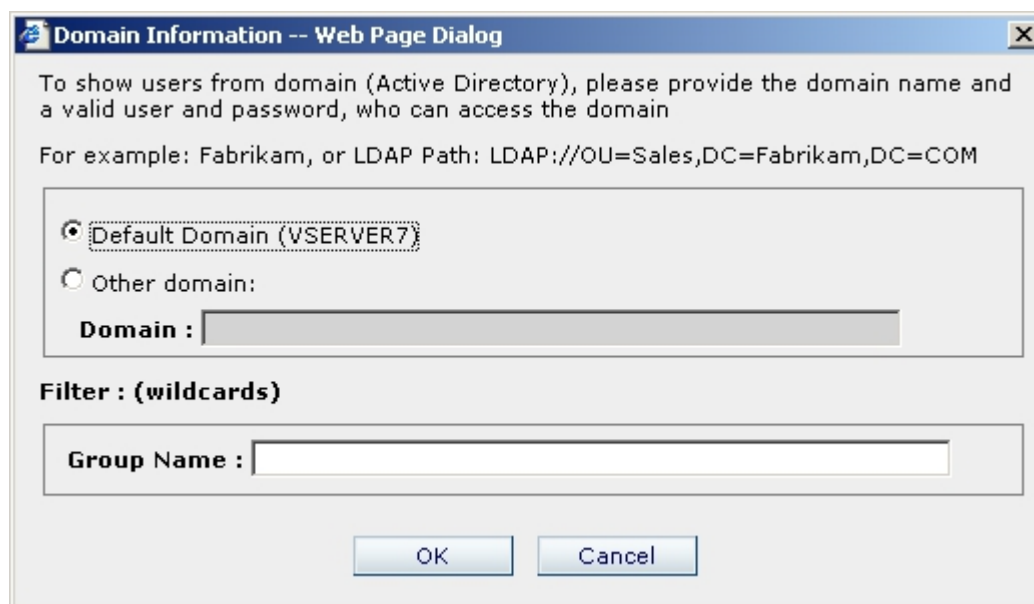 Domain Information -- Web Page Dialog
To show users from domain (Active Directory), please provide the domain name and
a valid user and password, who can access the domain
For example: Fabrikam, or LDAP Path: LDAP://OU=Sales,DC=Fabrikam,DC=COM
Default Domain (VSERVER7)
Other domain:
Domain :
Filter : (wildcards)
Group Name :
OK Cancel